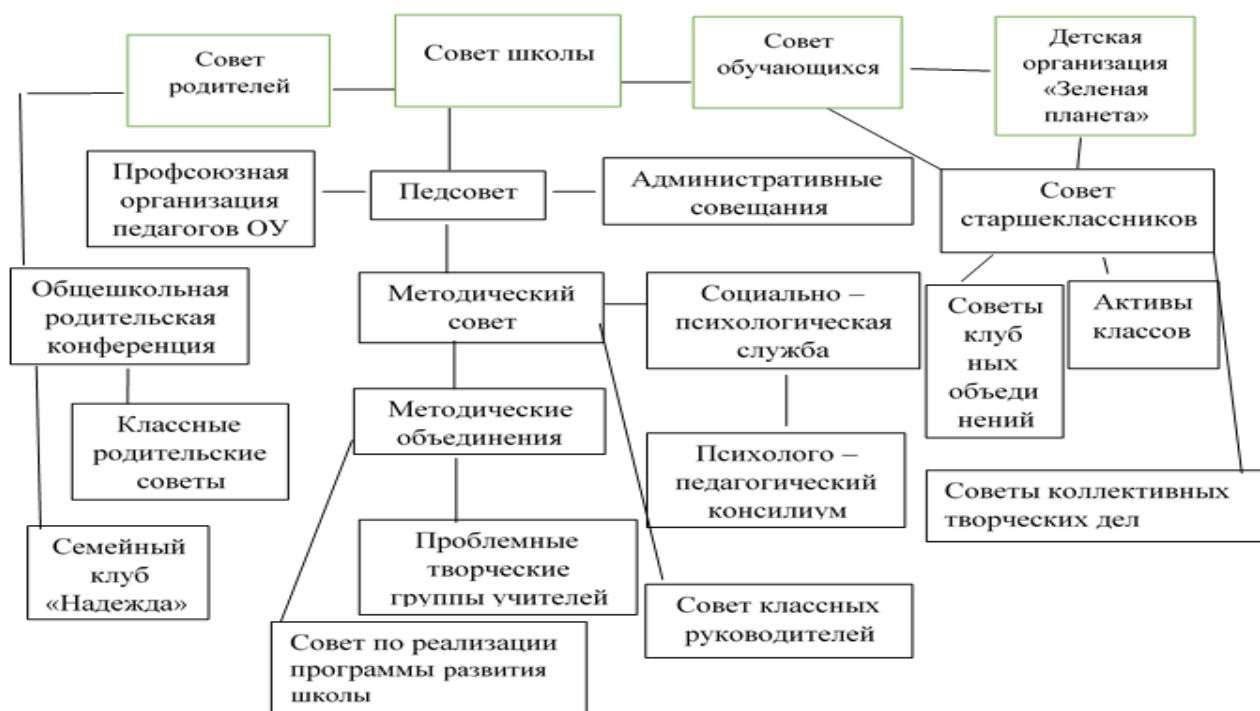 Совет
родителей
Совет школы
Совет
обучающихся
Детская
организация
«Зеленая
планета»
Профсоюзная
организация
педагогов ОУ
Педсовет
Административные
совещания
Совет
старшеклассников
Общешкольная
родительская
конференция
Методический
совет
Социально –
психологическая
служба
Советы
клуб
ных
объеди
нений
Активы
классов
Классные
родительские
советы
Методические
объединения
Психолого –
педагогический
консилиум
Советы коллективных
творческих дел
Семейный
клуб
«Надежда»
Проблемные
творческие
группы учителей
Совет классных
руководителей
Совет по реализации
программы развития
школы